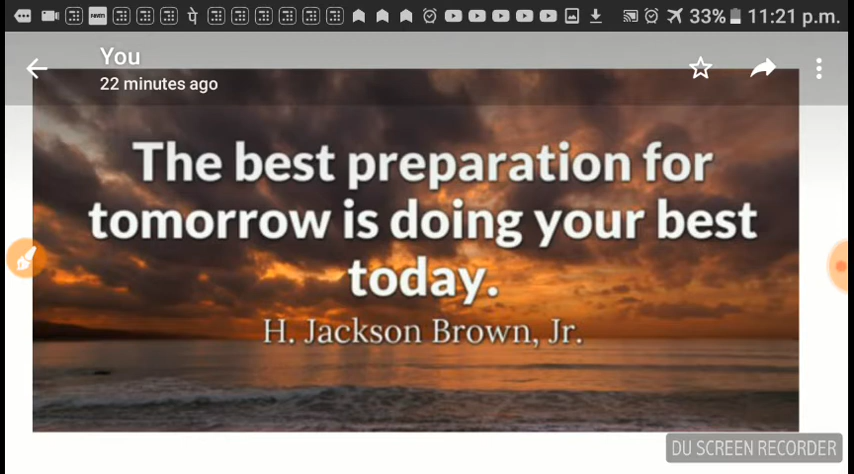 Paytm पे 33% 11:21 p.m.
You
22 minutes ago
The best preparation for
tomorrow is doing your best
today.
H. Jackson Brown, Jr.
DU SCREEN RECORDER